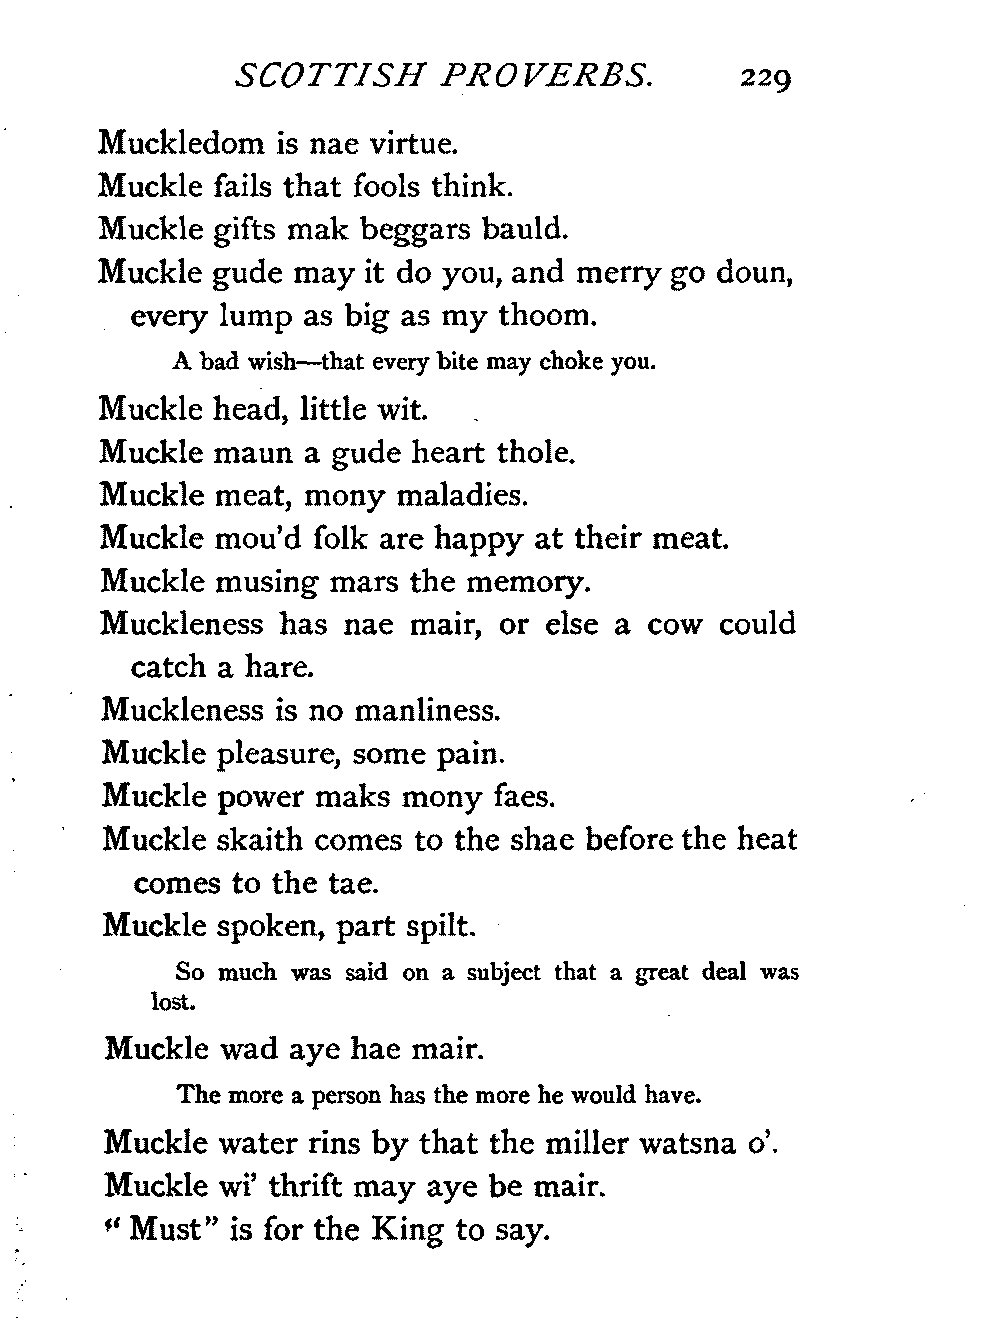 SCOTTISH PROVERBS. 229
Muckledom is nae virtue.
Muckle fails that fools think.
Muckle gifts mak beggars bauld.
Muckle gude may it do you, and merry go doun,
every lump as big as my thoom.
A bad wish—that every bite may choke you.
Muckle head, little wit.
Muckle maun a gude heart thole.
Muckle meat, mony maladies.
Muckle mou'd folk are happy at their meat.
Muckle musing mars the memory.
Muckleness has nae mair, or else a cow could
catch a hare.
Muckleness is no manliness.
Muckle pleasure, some pain.
Muckle power maks mony faes.
Muckle skaith comes to the shae before the heat
comes to the tae.
Muckle spoken, part spilt.
So much was said on a subject that a great deal was
lost.
Muckle wad aye hae mair.
The more a person has the more he would have.
Muckle water rins by that the miller watsna o'.
Muckle wi' thrift may aye be mair.
"Must" is for the King to say.